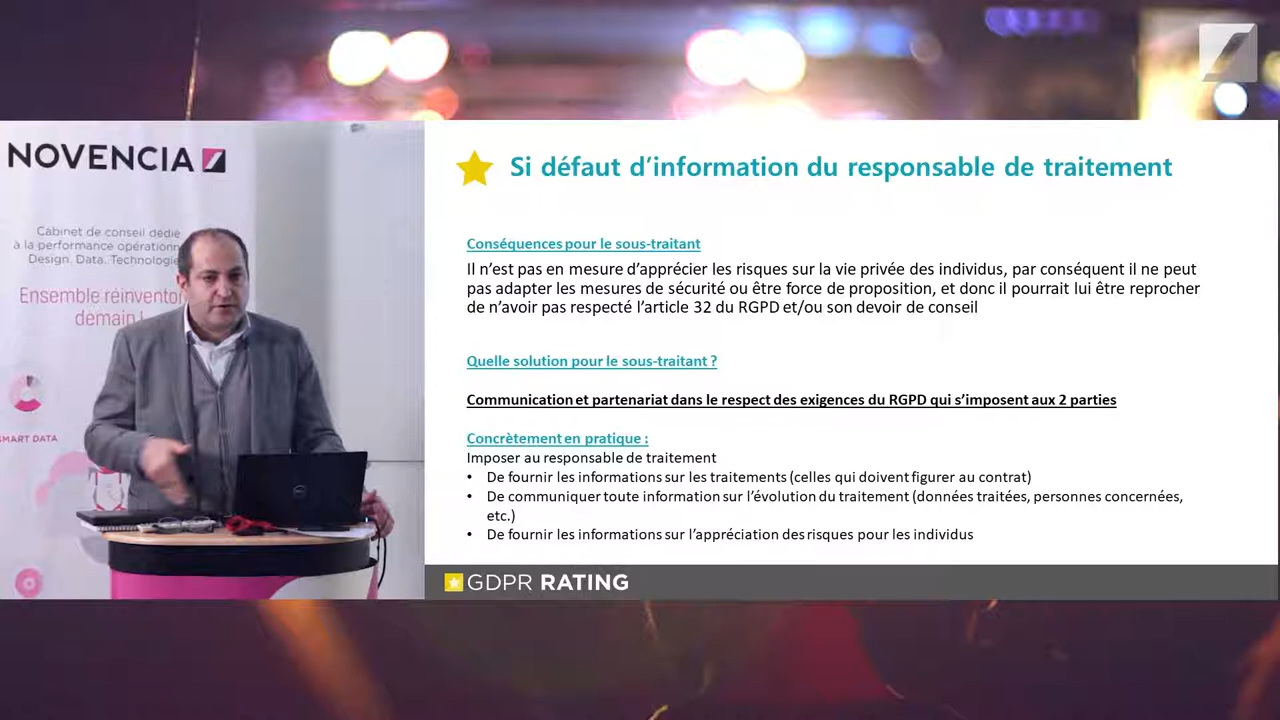 NOVENCIA
Cabinet de conseil dédié
à la performance opération
Design. Data. Technologie
Ensemble réinvento
demain
SMART DATA
DELL
Si défaut d’information du responsable de traitement
Conséquences pour le sous-traitant
Il n’est pas en mesure d’apprécier les risques sur la vie privée des individus, par conséquent il ne peut
pas adapter les mesures de sécurité ou être force de proposition, et donc il pourrait lui être reprocher
de n’avoir pas respecté l’article 32 du RGPD et/ou son devoir de conseil
Quelle solution pour le sous-traitant ?
Communication et partenariat dans le respect des exigences du RGPD qui s’imposent aux 2 parties
Concrètement en pratique :
Imposer au responsable de traitement
• De fournir les informations sur les traitements (celles qui doivent figurer au contrat)
• De communiquer toute information sur l’évolution du traitement (données traitées, personnes concernées,
etc.)
• De fournir les informations sur l’appréciation des risques pour les individus
GDPR RATING